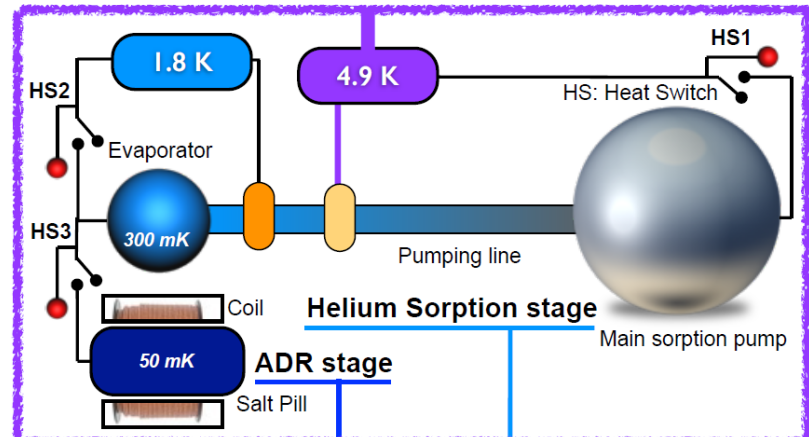 HS1
1.8 K
4.9 K
HS: Heat Switch
HS2
Evaporator
HS3
300 mK
Pumping line
Coil
Helium Sorption stage
Main sorption pump
50 mK
ADR stage
Salt Pill